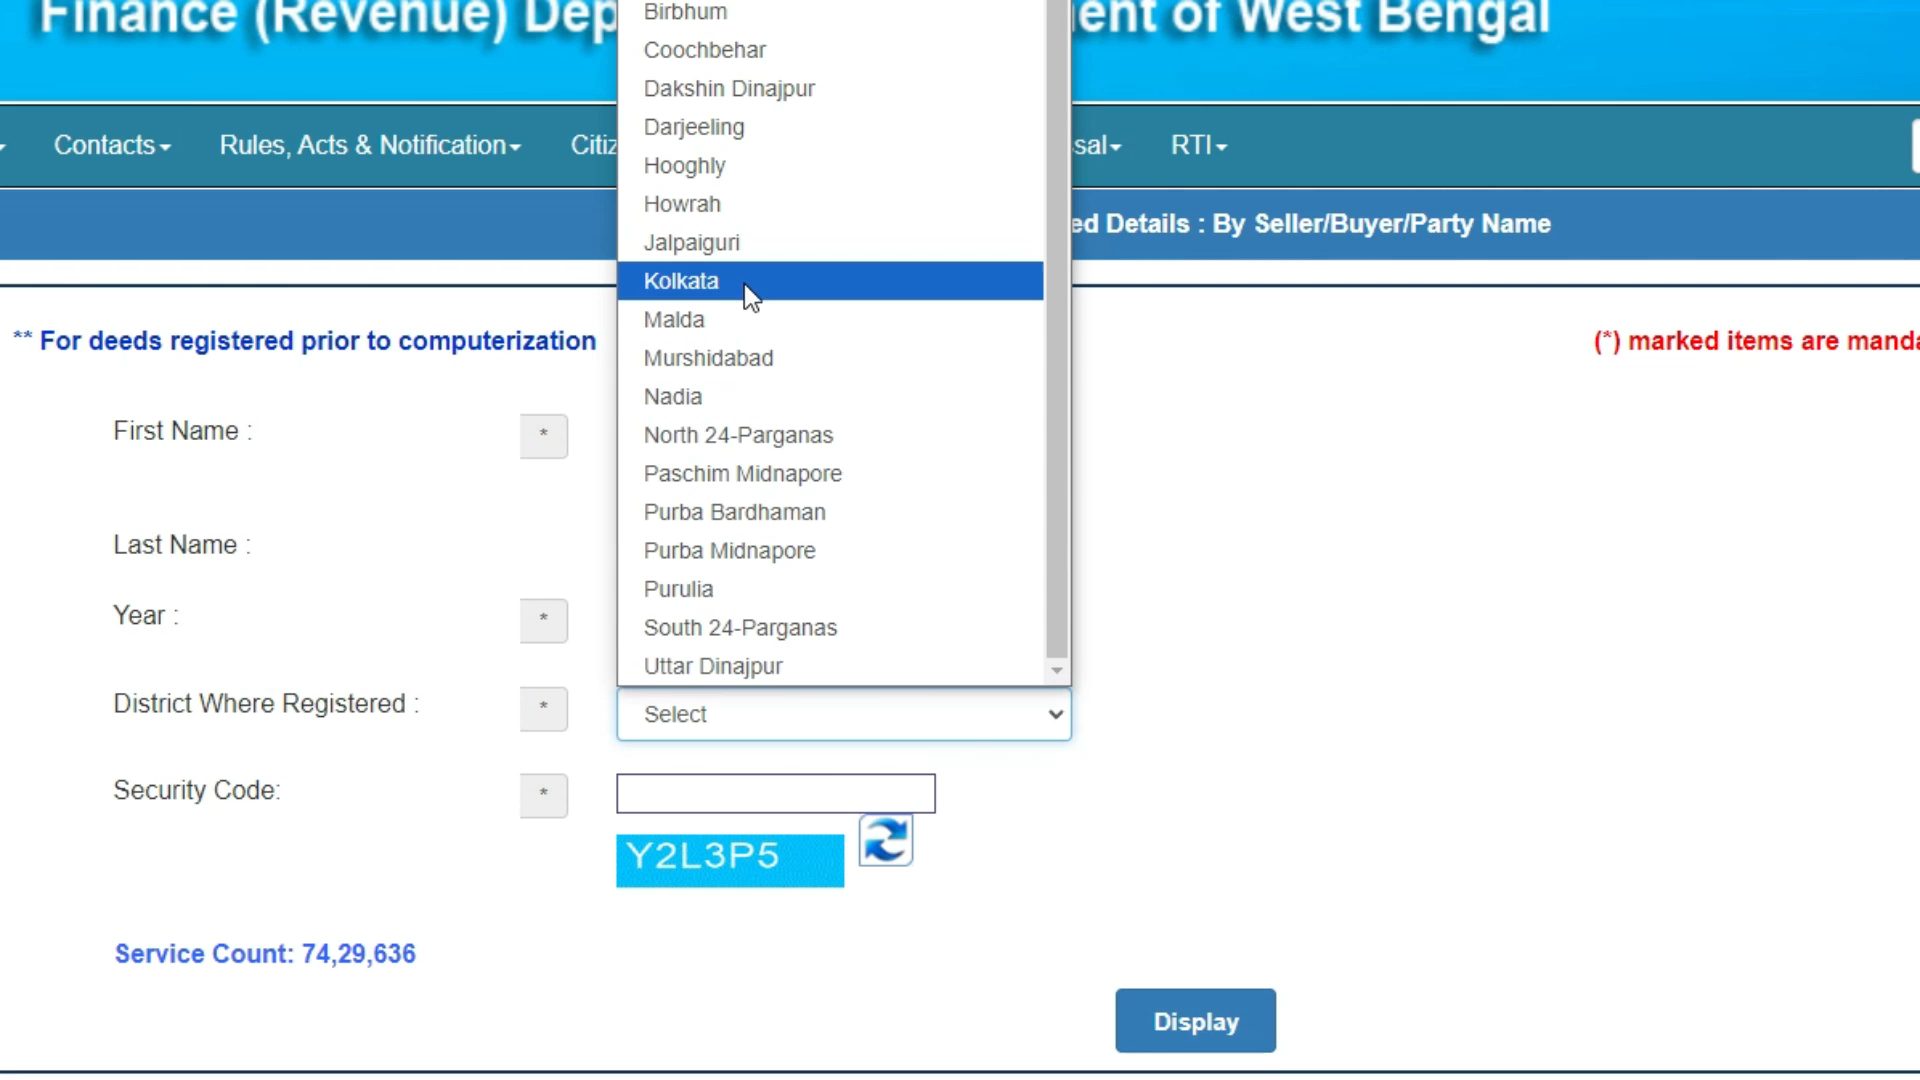 Finance (Revenue) Dep
ent of West Bengal
Birbhum
Coochbehar
Dakshin Dinajpur
Darjeeling
Hooghly
Howrah
Jalpaiguri
Kolkata
Malda
Murshidabad
Nadia
North 24-Parganas
Paschim Midnapore
Purba Bardhaman
Purba Midnapore
Purulia
South 24-Parganas
Uttar Dinajpur
Contacts
Rules, Acts & Notification
Citiz
sal
RTI
ed Details : By Seller/Buyer/Party Name
** For deeds registered prior to computerization
(*) marked items are manda
First Name : *
Last Name :
Year : *
District Where Registered : * Select
Security Code: *
Y2L3P5
Service Count: 74,29,636
Display